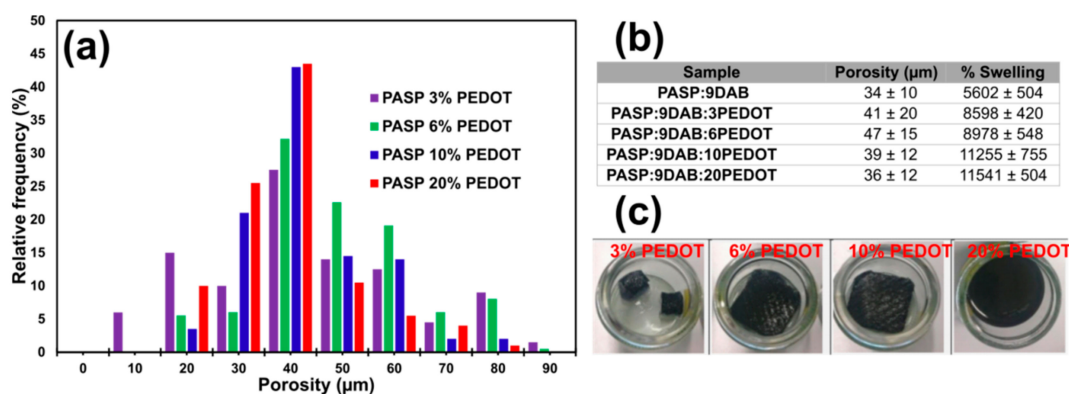 (a)
Relative frequency (%)
50
45
40
35
30
25
20
15
10
5
0
PASP 3% PEDOT
PASP 6% PEDOT
PASP 10% PEDOT
PASP 20% PEDOT
0 10 20 30 40 50 60 70 80 90
Porosity (µm)
(b)
Sample Porosity (µm) % Swelling
PASP:9DAB 34 ± 10 5602 ± 504
PASP:9DAB:3PEDOT 41 ± 20 8598 ± 420
PASP:9DAB:6PEDOT 47 ± 15 8978 ± 548
PASP:9DAB:10PEDOT 39 ± 12 11255 ± 755
PASP:9DAB:20PEDOT 36 ± 12 11541 ± 504
(c)
3% PEDOT 6% PEDOT 10% PEDOT 20% PEDOT